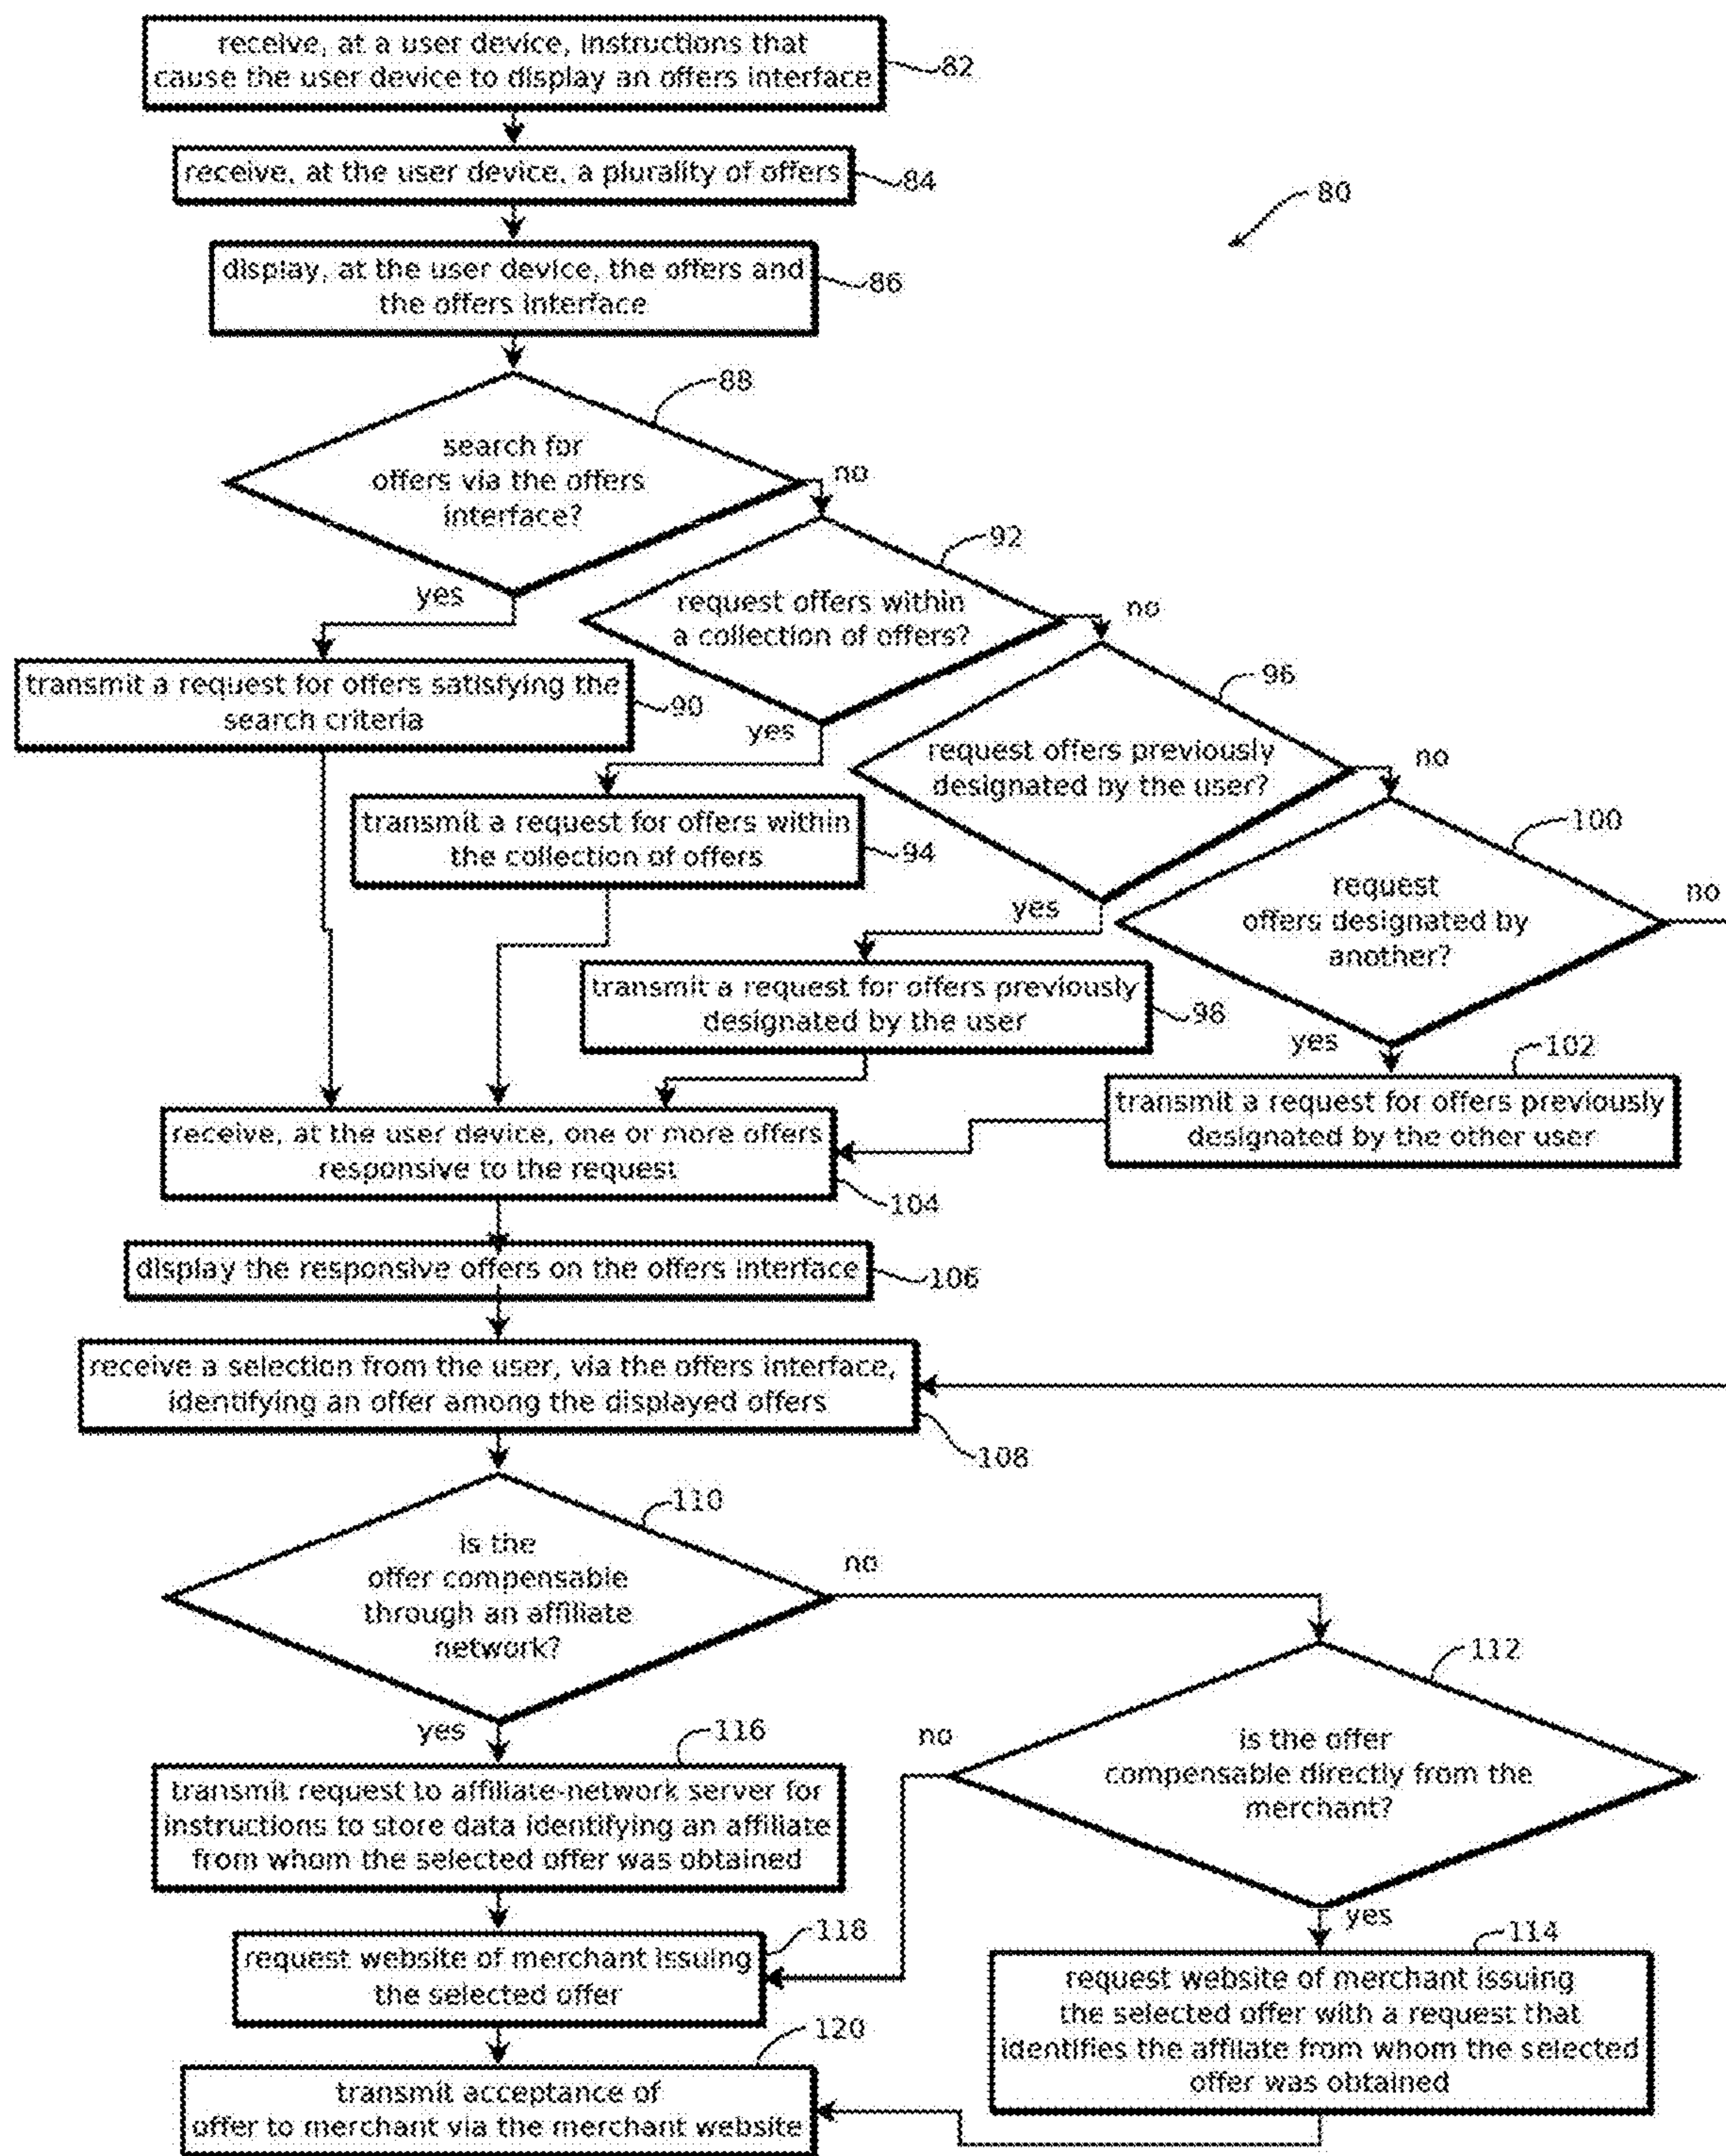 receive, at a user device, instructions that
cause the user device to display an offers interface
82
receive, at the user device, a plurality of offers
84
80
display, at the user device, the offers and
the offers interface
86
88
search for
offers via the offers
interface?
no
yes
92
request offers within
a collection of offers?
no
yes
transmit a request for offers satisfying the
search criteria
90
96
request offers previously
designated by the user?
no
yes
transmit a request for offers within
the collection of offers
94
100
request
offers designated by
another?
no
yes
transmit a request for offers previously
designated by the user
98
102
transmit a request for offers previously
designated by the other user
receive, at the user device, one or more offers
responsive to the request
104
display the responsive offers on the offers interface
106
receive a selection from the user, via the offers interface,
identifying an offer among the displayed offers
108
110
is the
offer compensable
through an affiliate
network?
no
yes
112
is the offer
compensable directly from the
merchant?
no
yes
116
transmit request to affiliate-network server for
instructions to store data identifying an affiliate
from whom the selected offer was obtained
118
request website of merchant issuing
the selected offer
114
request website of merchant issuing
the selected offer with a request that
identifies the affilate from whom the selected
offer was obtained
120
transmit acceptance of
offer to merchant via the merchant website